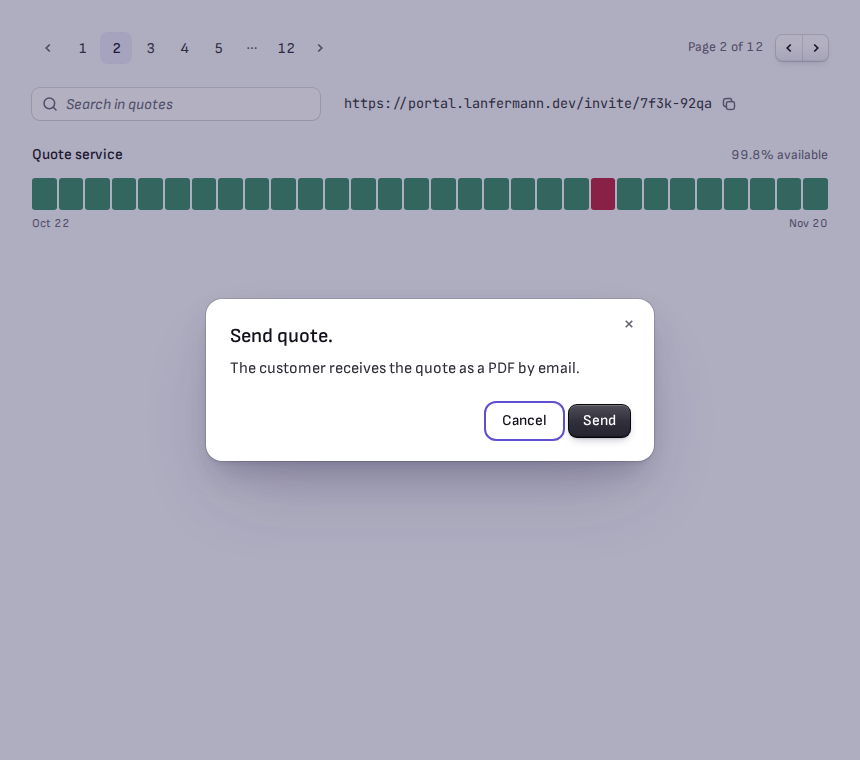 1 2 3 4 5 ... 12
Page 2 of 12
Search in quotes
https://portal.lanfermann.dev/invite/7f3k-92qa
Quote service
99.8% available
Oct 22
Nov 20
Send quote.
The customer receives the quote as a PDF by email.
Cancel
Send